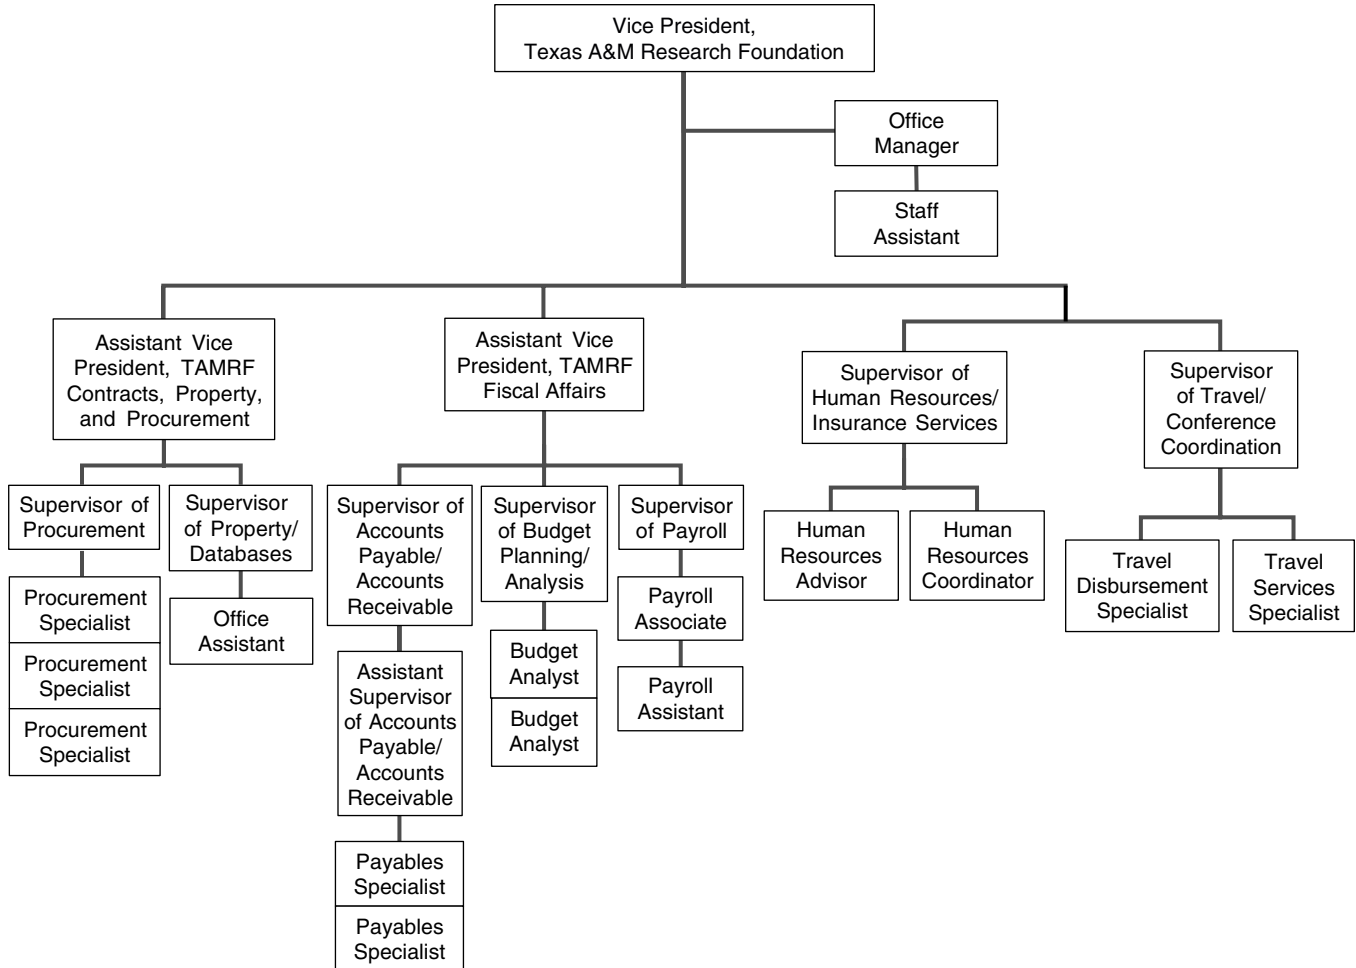 Vice President,
Texas A&M Research Foundation
Office
Manager
Staff
Assistant
Assistant Vice
President, TAMRF
Contracts, Property,
and Procurement
Assistant Vice
President, TAMRF
Fiscal Affairs
Supervisor of
Human Resources/
Insurance Services
Supervisor
of Travel/
Conference
Coordination
Supervisor of
Procurement
Supervisor
of Property/
Databases
Supervisor of
Accounts
Payable/
Accounts
Receivable
Supervisor
of Budget
Planning/
Analysis
Supervisor
of Payroll
Human
Resources
Advisor
Human
Resources
Coordinator
Travel
Disbursement
Specialist
Travel
Services
Specialist
Procurement
Specialist
Procurement
Specialist
Procurement
Specialist
Office
Assistant
Assistant
Supervisor
of Accounts
Payable/
Accounts
Receivable
Budget
Analyst
Budget
Analyst
Payroll
Associate
Payroll
Assistant
Payables
Specialist
Payables
Specialist